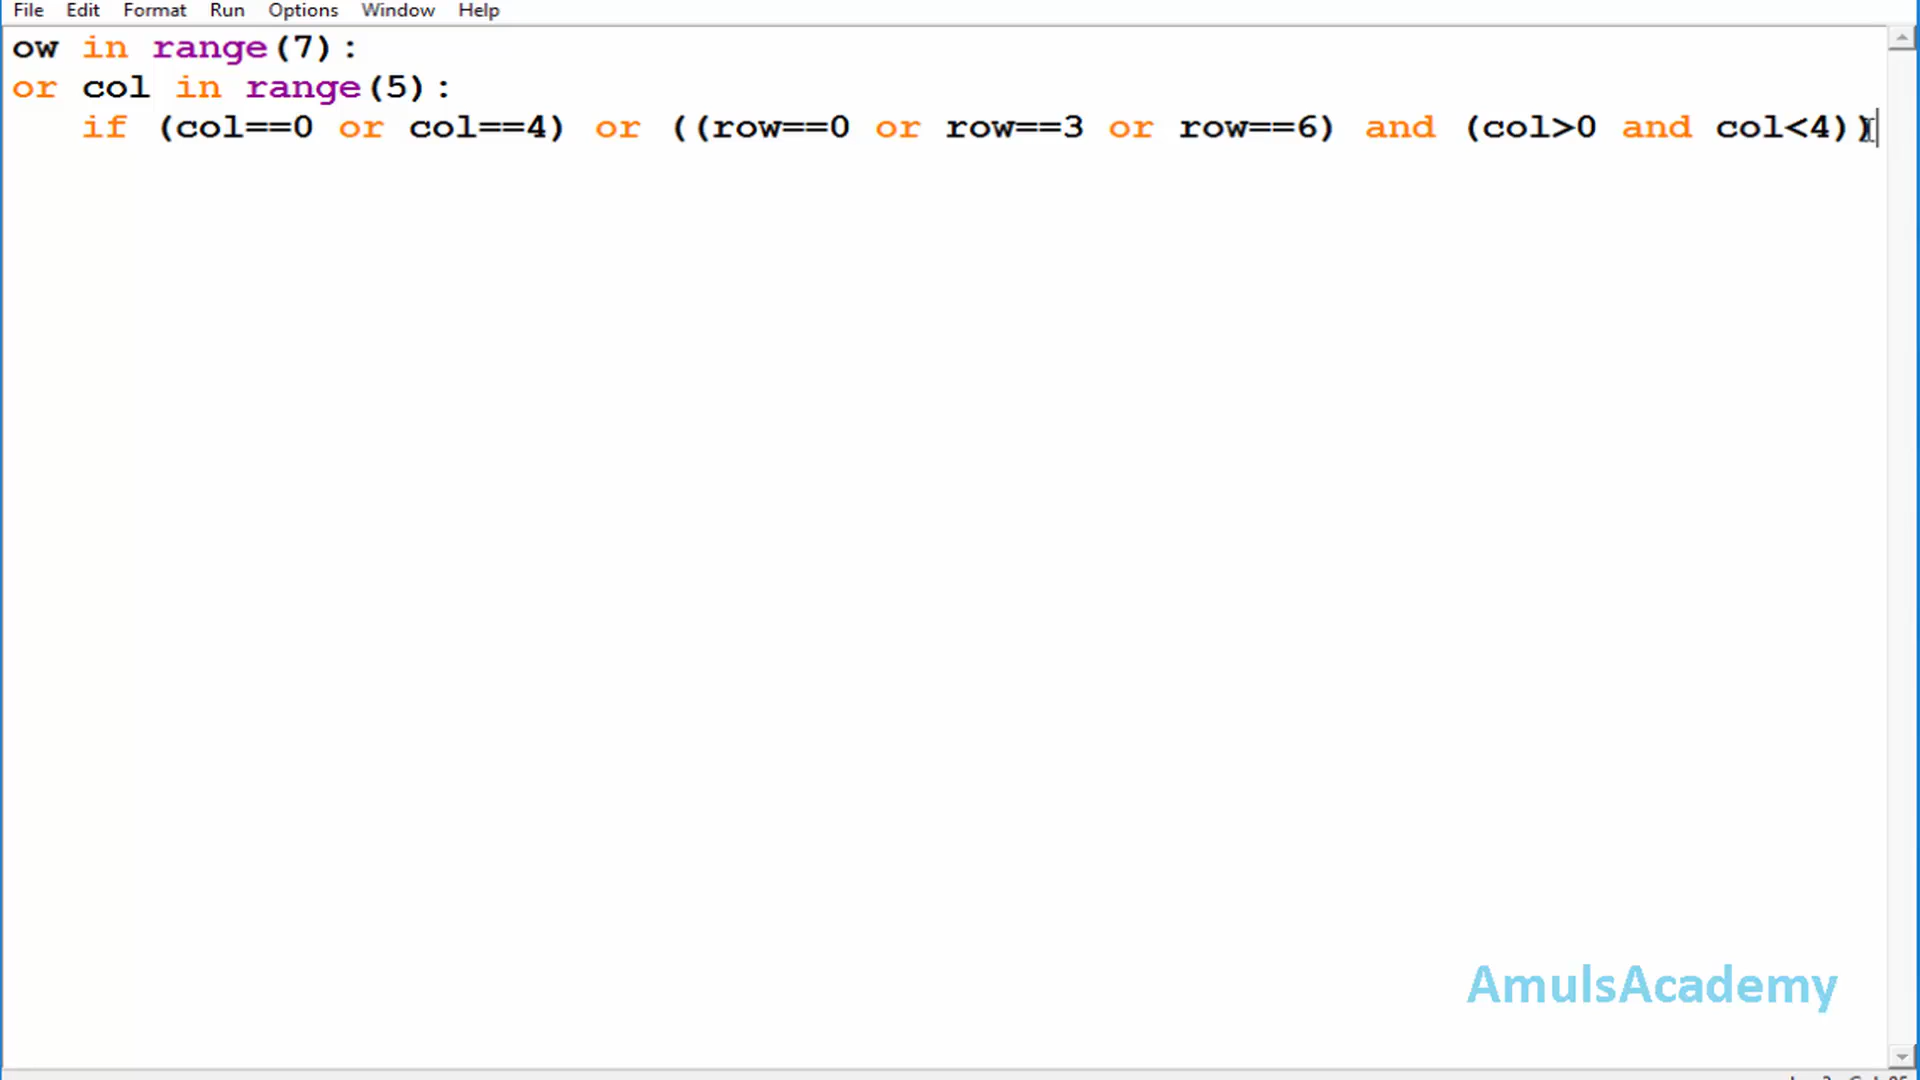 File Edit Format Run Options Window Help
ow in range(7):
or col in range(5):
if (col==0 or col==4) or ((row==0 or row==3 or row==6) and (col>0 and col<4))
AmulsAcademy